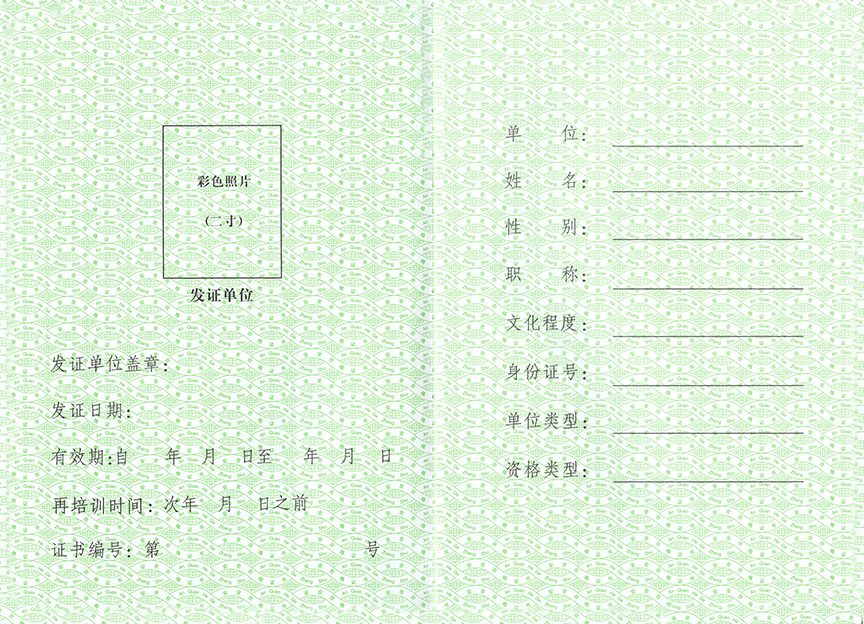 彩色照片
(二寸)
发证单位
发证单位盖章:
发证日期:
有效期:自 年 月 日至 年 月 日
再培训时间: 次年 月 日之前
证书编号: 第 号
单 位:
姓 名:
性 别:
职 称:
文化程度:
身份证号:
单位类型:
资格类型: